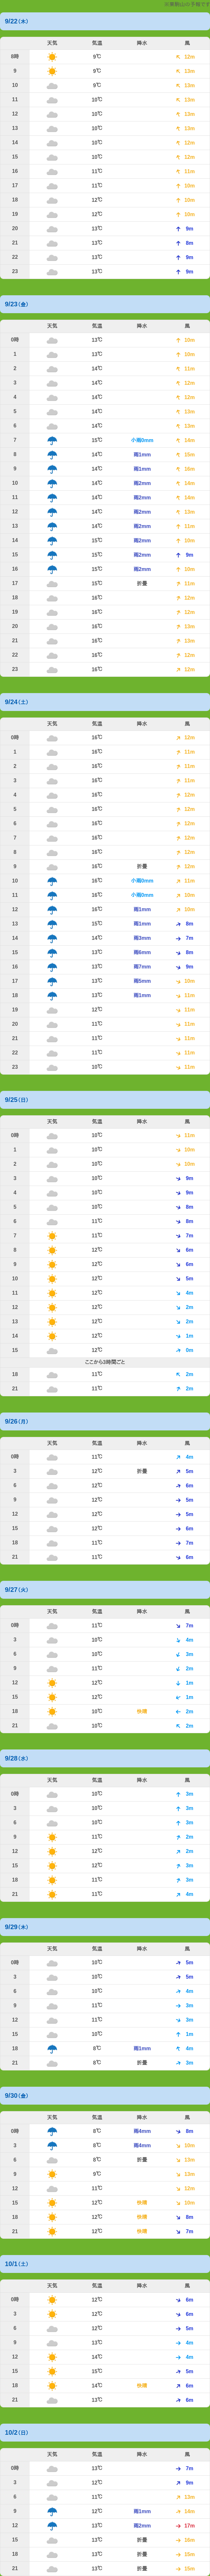 の予報です
9/22(木)
天気 気温 降水 風
8時 9℃ 12m
9 9℃ 13m
10 9℃ 13m
11 10℃ 13m
12 10℃ 13m
13 10℃ 13m
14 10℃ 12m
15 10℃ 12m
16 11℃ 11m
17 11℃ 10m
18 12℃ 10m
19 12℃ 10m
20 13℃ 9m
21 13℃ 8m
22 13℃ 9m
23 13℃ 9m
9/23(金)
天気 気温 降水 風
0時 13℃ 10m
1 13℃ 10m
2 14℃ 11m
3 14℃ 12m
4 14℃ 12m
5 14℃ 13m
6 14℃ 13m
7 15℃ 小雨0mm 14m
8 14℃ 雨1mm 15m
9 14℃ 雨1mm 16m
10 14℃ 雨2mm 14m
11 14℃ 雨2mm 14m
12 14℃ 雨2mm 13m
13 14℃ 雨2mm 11m
14 15℃ 雨2mm 10m
15 15℃ 雨2mm 9m
16 15℃ 雨2mm 10m
17 15℃ 折畳 11m
18 16℃ 12m
19 16℃ 12m
20 16℃ 13m
21 16℃ 13m
22 16℃ 12m
23 16℃ 12m
9/24(土)
天気 気温 降水 風
0時 16℃ 12m
1 16℃ 11m
2 16℃ 11m
3 16℃ 11m
4 16℃ 12m
5 16℃ 12m
6 16℃ 12m
7 16℃ 12m
8 16℃ 12m
9 16℃ 折畳 12m
10 16℃ 小雨0mm 11m
11 16℃ 小雨0mm 10m
12 16℃ 雨1mm 10m
13 15℃ 雨1mm 8m
14 14℃ 雨3mm 7m
15 13℃ 雨6mm 8m
16 13℃ 雨7mm 9m
17 13℃ 雨5mm 10m
18 13℃ 雨1mm 11m
19 12℃ 11m
20 11℃ 11m
21 11℃ 11m
22 11℃ 11m
23 10℃ 11m
9/25(日)
天気 気温 降水 風
0時 10℃ 11m
1 10℃ 10m
2 10℃ 10m
3 10℃ 9m
4 10℃ 9m
5 10℃ 8m
6 11℃ 8m
7 11℃ 7m
8 12℃ 6m
9 12℃ 6m
10 12℃ 5m
11 12℃ 4m
12 12℃ 2m
13 12℃ 2m
14 12℃ 1m
15 12℃ 0m
ここから3時間ごと
18 11℃ 2m
21 11℃ 2m
9/26(月)
天気 気温 降水 風
0時 11℃ 4m
3 12℃ 折畳 5m
6 12℃ 6m
9 12℃ 5m
12 12℃ 5m
15 12℃ 6m
18 11℃ 7m
21 11℃ 6m
9/27(火)
天気 気温 降水 風
0時 11℃ 7m
3 10℃ 4m
6 10℃ 3m
9 11℃ 2m
12 12℃ 1m
15 12℃ 1m
18 10℃ 快晴 2m
21 10℃ 2m
9/28(水)
天気 気温 降水 風
0時 10℃ 3m
3 10℃ 3m
6 10℃ 3m
9 11℃ 2m
12 12℃ 2m
15 12℃ 3m
18 11℃ 3m
21 11℃ 4m
9/29(木)
天気 気温 降水 風
0時 10℃ 5m
3 10℃ 5m
6 10℃ 4m
9 11℃ 3m
12 12℃ 3m
15 10℃ 1m
18 8℃ 雨1mm 4m
21 8℃ 折畳 3m
9/30(金)
天気 気温 降水 風
0時 8℃ 雨4mm 8m
3 8℃ 雨4mm 10m
6 8℃ 折畳 13m
9 9℃ 13m
12 11℃ 12m
15 12℃ 快晴 10m
18 12℃ 快晴 8m
21 12℃ 快晴 7m
10/1(土)
天気 気温 降水 風
0時 12℃ 6m
3 12℃ 6m
6 12℃ 5m
9 13℃ 4m
12 14℃ 4m
15 15℃ 5m
18 14℃ 快晴 6m
21 13℃ 6m
10/2(日)
天気 気温 降水 風
0時 13℃ 7m
3 12℃ 9m
6 11℃ 13m
9 12℃ 雨1mm 14m
12 13℃ 雨2mm 17m
15 13℃ 折畳 16m
18 13℃ 折畳 15m
21 13℃ 折畳 15m